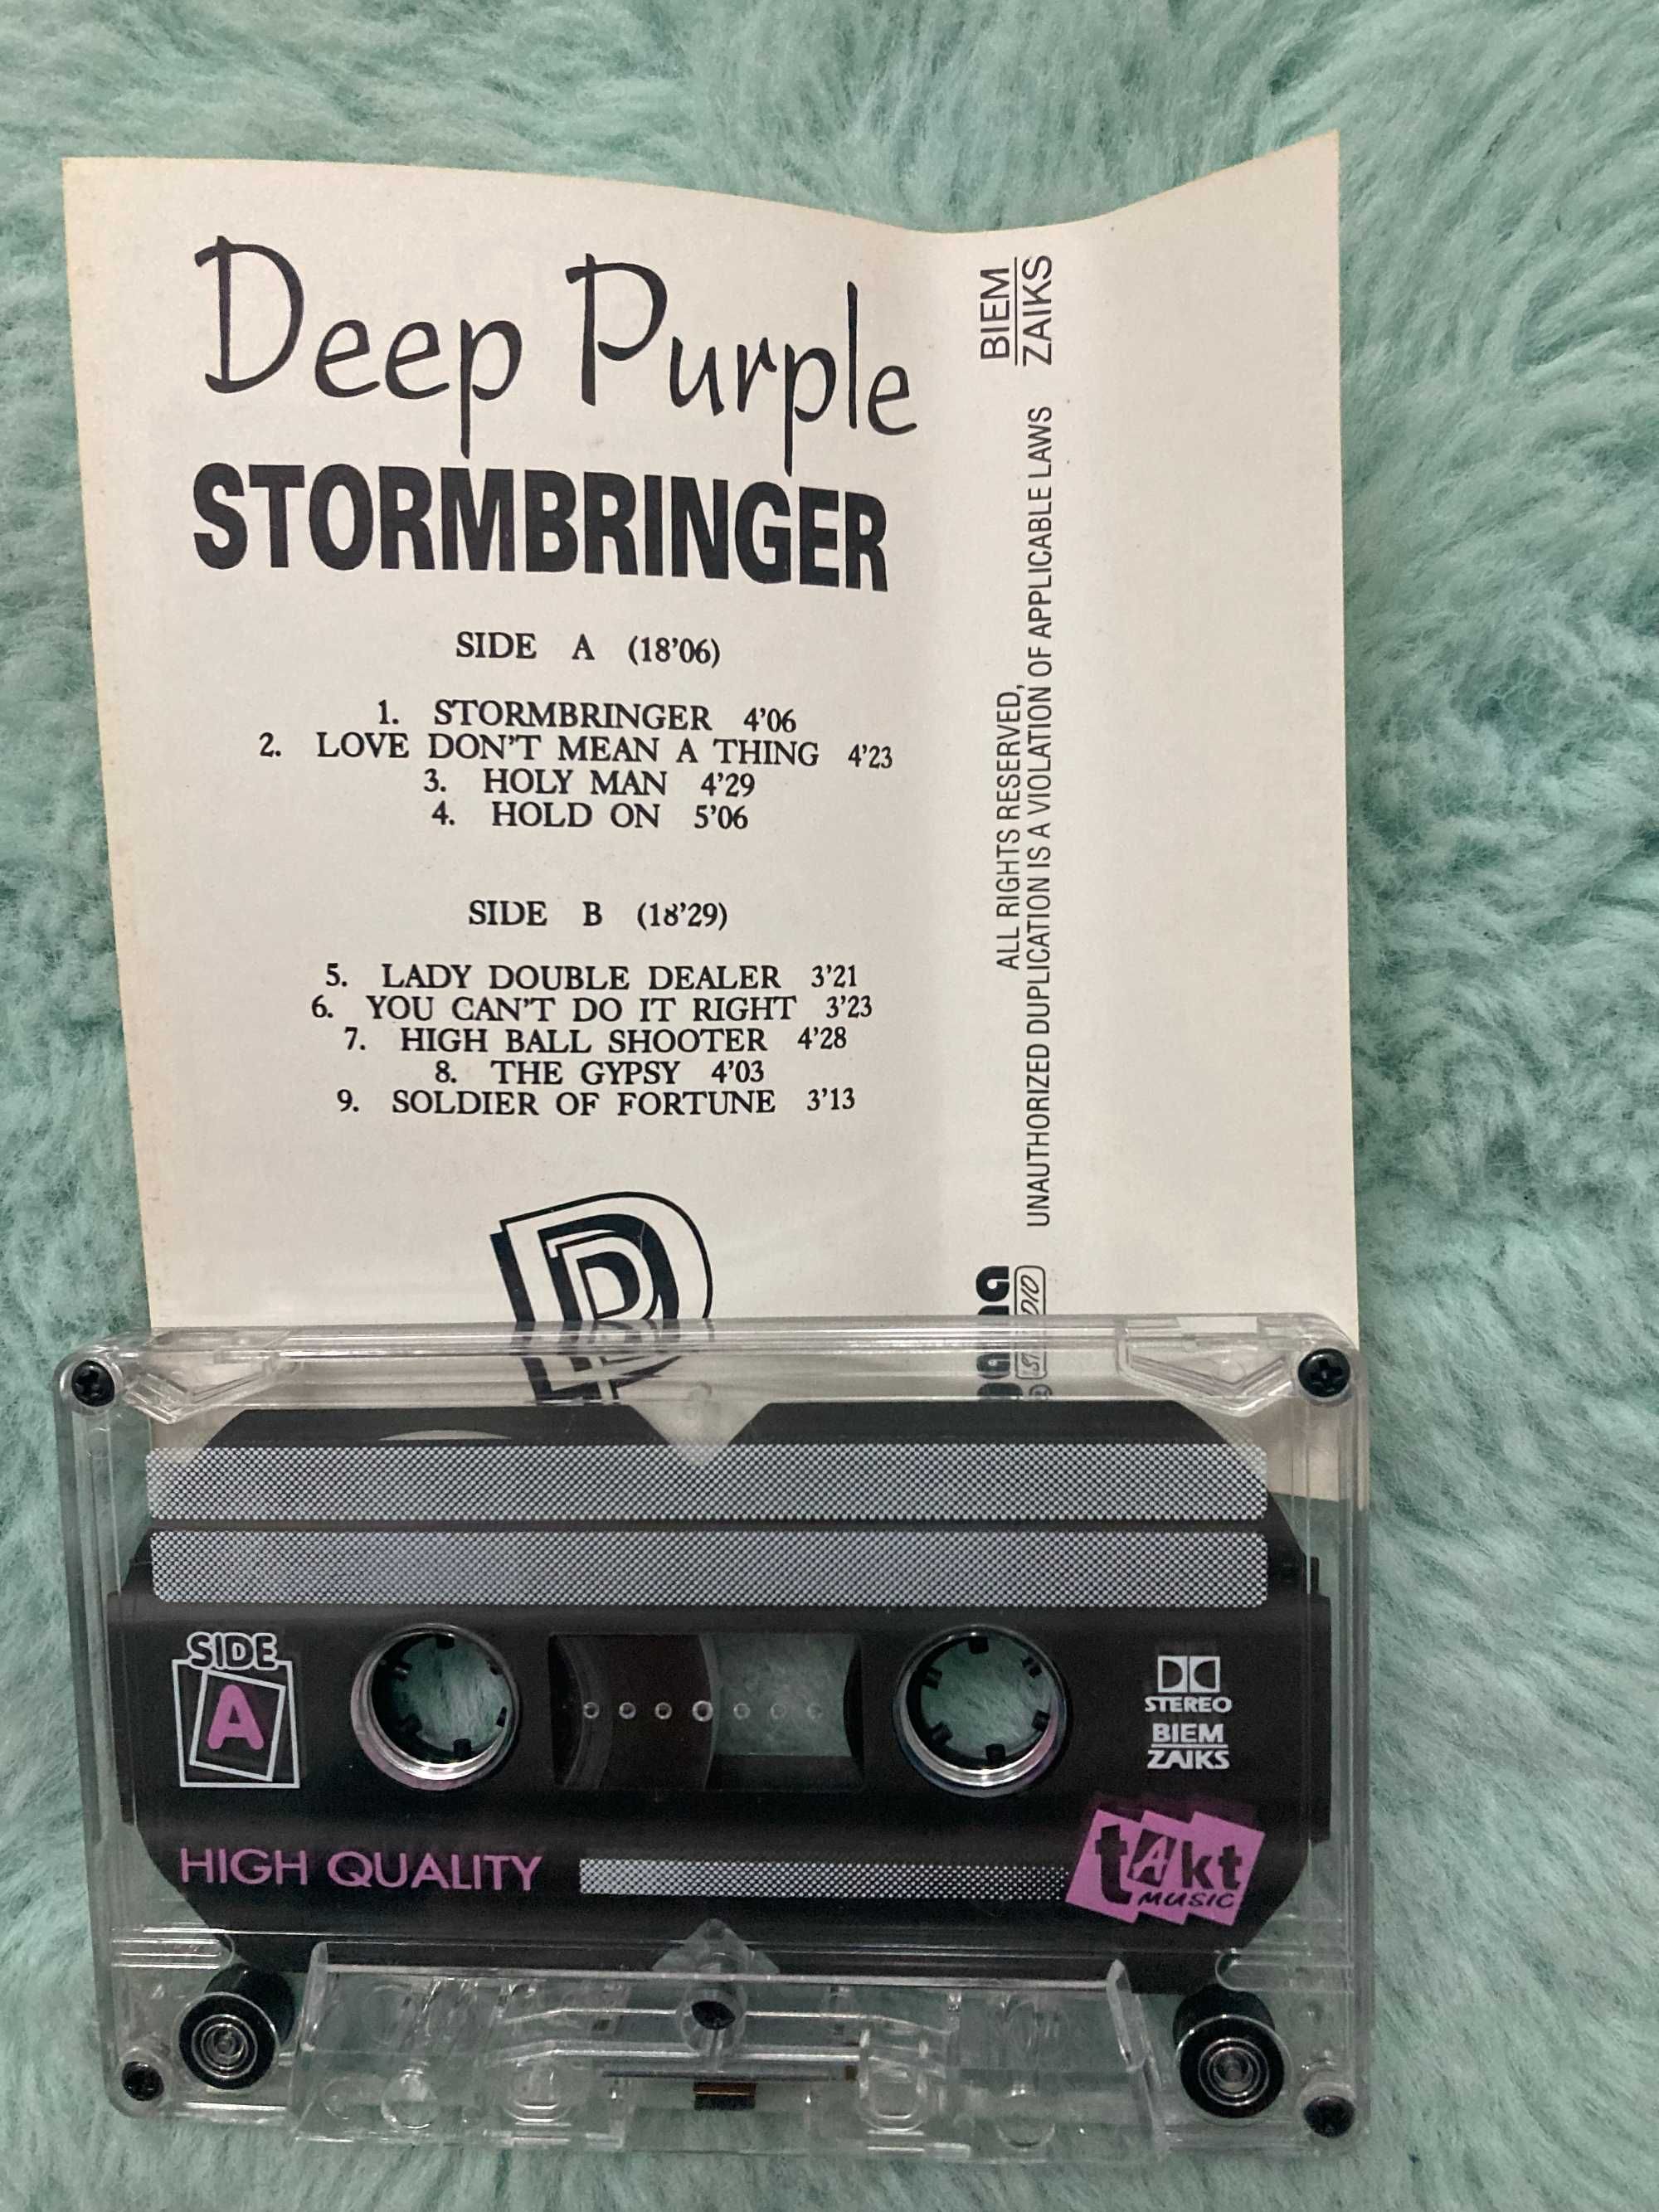 Deep Purple
STORMBRINGER
SIDE A (18'06)
1. STORMBRINGER 4'06
2. LOVE DON'T MEAN A THING 4'23
3. HOLY MAN 4'29
4. HOLD ON 5'06
SIDE B (18'29)
5. LADY DOUBLE DEALER 3'21
6. YOU CAN'T DO IT RIGHT 3'23
7. HIGH BALL SHOOTER 4'28
8. THE GYPSY 4'03
9. SOLDIER OF FORTUNE 3'13
BIEM
ZAIKS
ALL RIGHTS RESERVED,
UNAUTHORIZED DUPLICATION IS A VIOLATION OF APPLICABLE LAWS
SIDE
A
STEREO
BIEM
ZAIKS
HIGH QUALITY
tAkt
MUSIC